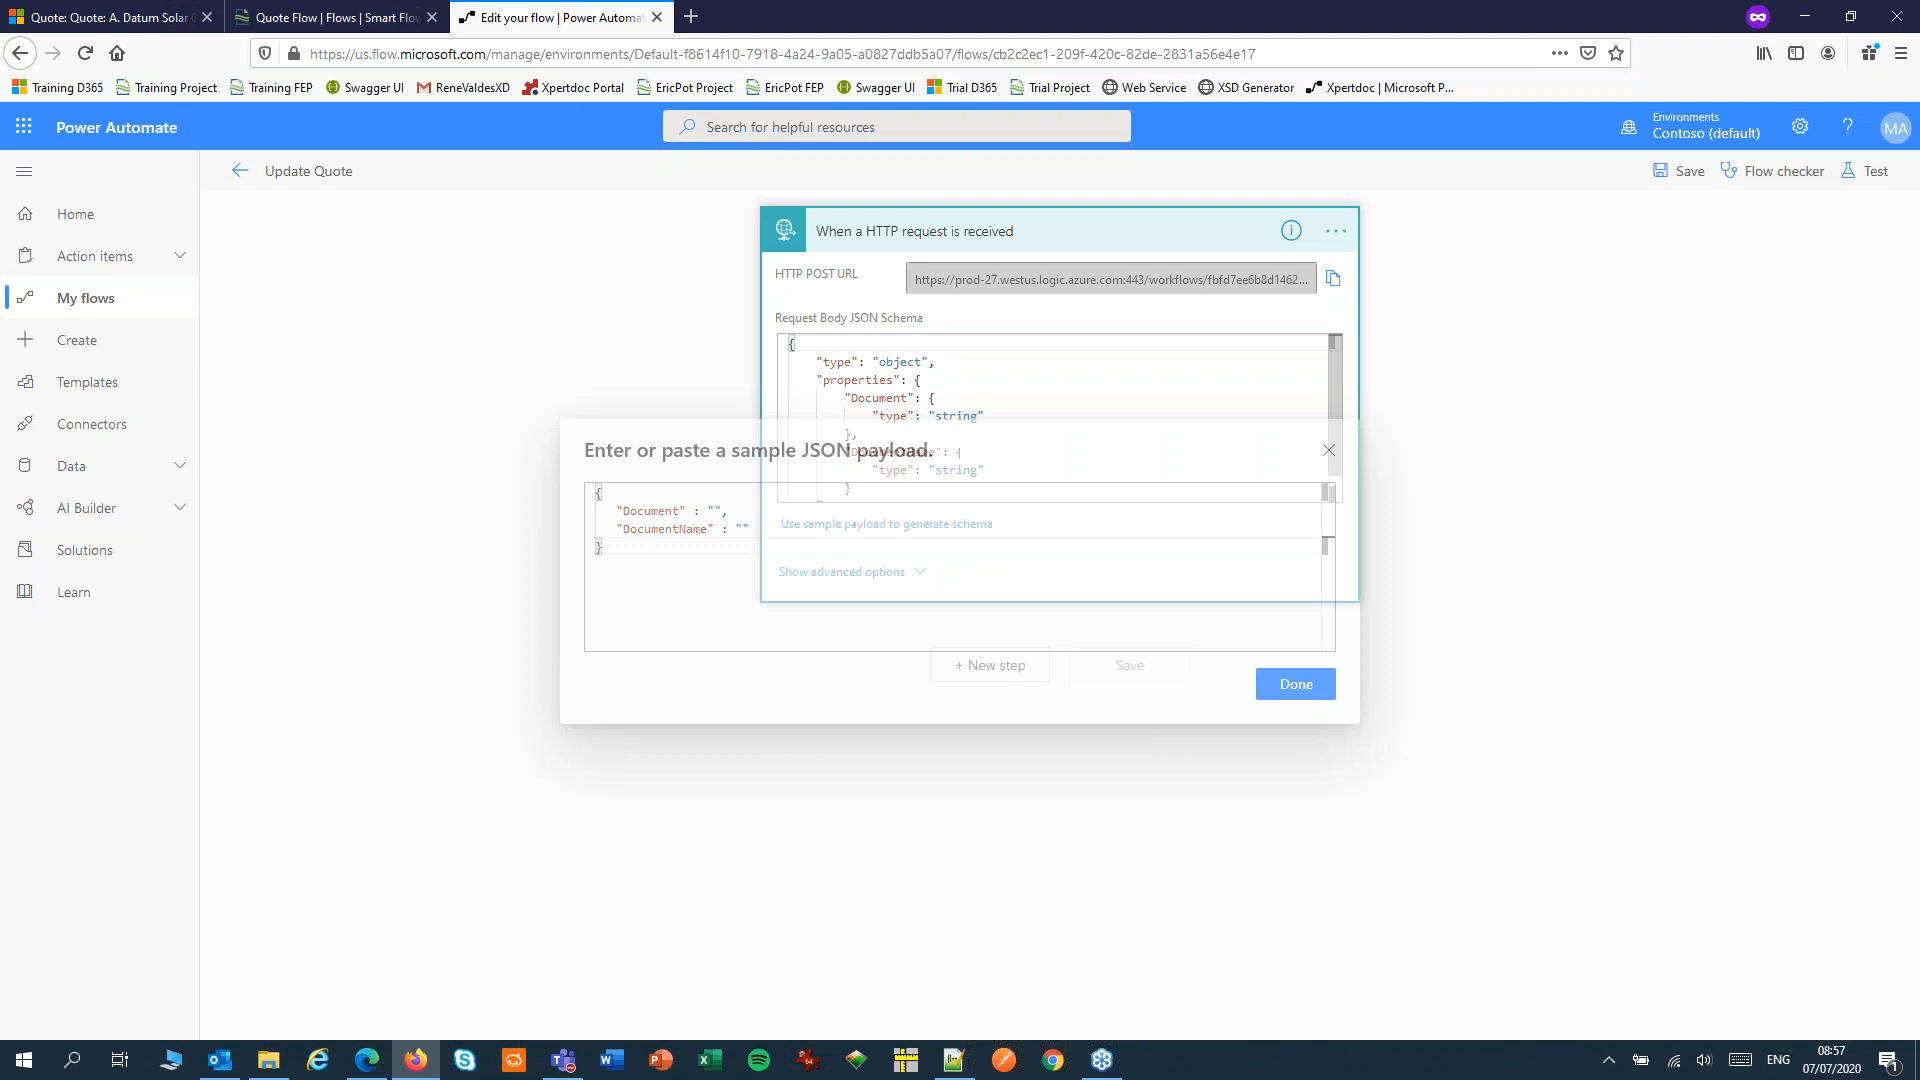 Quote: Quote: A. Datum Solar
Quote Flow | Flows | Smart Flo
Edit your flow | Power Automat
https://us.flow.microsoft.com/manage/environments/Default-f8614f10-7918-4a24-9a05-a0827ddb5a07/flows/cb2c2ec1-209f-420c-82de-2831a56e4e17
Training D365
Training Project
Training FEP
Swagger UI
ReneValdesXD
Xpertdoc Portal
EricPot Project
EricPot FEP
Swagger UI
Trial D365
Trial Project
Web Service
XSD Generator
Xpertdoc | Microsoft P...
Power Automate
Search for helpful resources
Environments
Contoso (default)
?
MA
Update Quote
Save
Flow checker
Test
Home
Action items
My flows
Create
Templates
Connectors
Data
AI Builder
Solutions
Learn
When a HTTP request is received
HTTP POST URL
https://prod-27.westus.logic.azure.com:443/workflows/fbfd7ee6b8d1462...
Request Body JSON Schema
{
"type": "object",
"properties": {
"Document": {
"type": "string"
},
"DocumentName": {
"type": "string"
}
Use sample payload to generate schema
Show advanced options
Enter or paste a sample JSON payload.
{
"Document" : "",
"DocumentName" : ""
}
+ New step
Save
Done
64
ENG
08:57
07/07/2020
1